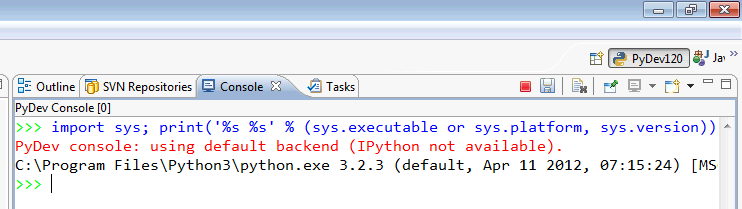 PyDev120 Jav
Outline SVN Repositories Console Tasks
PyDev Console [0]
>>> import sys; print('%s %s' % (sys.executable or sys.platform, sys.version))
PyDev console: using default backend (IPython not available).
C:\Program Files\Python3\python.exe 3.2.3 (default, Apr 11 2012, 07:15:24) [MS
>>>